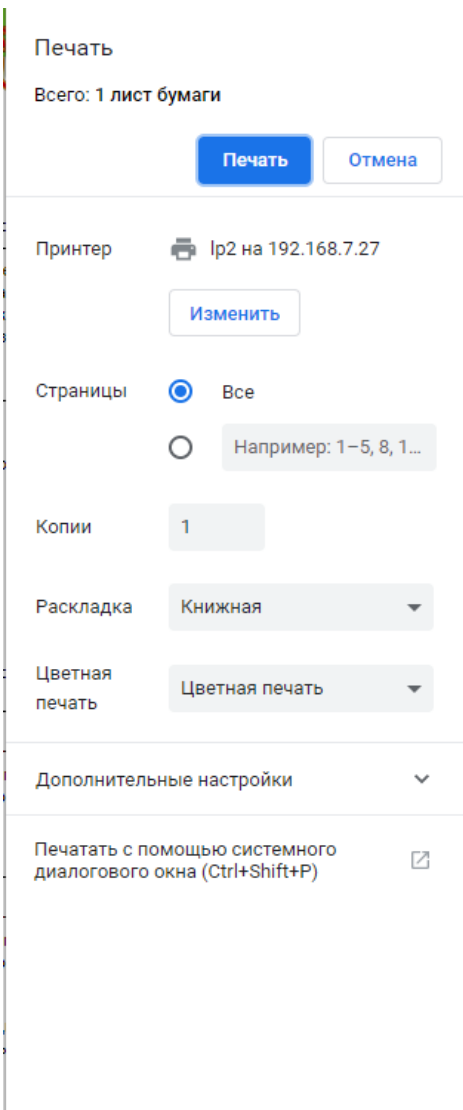 Печать
Всего: 1 лист бумаги
Печать
Отмена
Принтер
lp2 на 192.168.7.27
Изменить
Страницы
Все
Например: 1–5, 8, 1...
Копии
1
Раскладка
Книжная
Цветная
печать
Цветная печать
Дополнительные настройки
Печатать с помощью системного
диалогового окна (Ctrl+Shift+P)